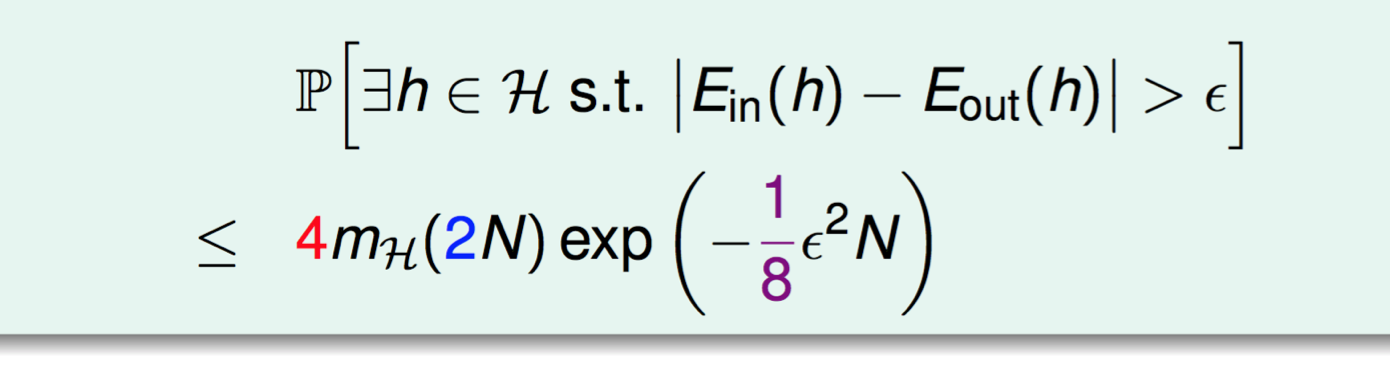 ℙ[∃h ∈ ℋ s.t. |E_in(h) − E_out(h)| > ϵ]
≤ 4m_ℋ(2N) exp(−1/8 ϵ²N)